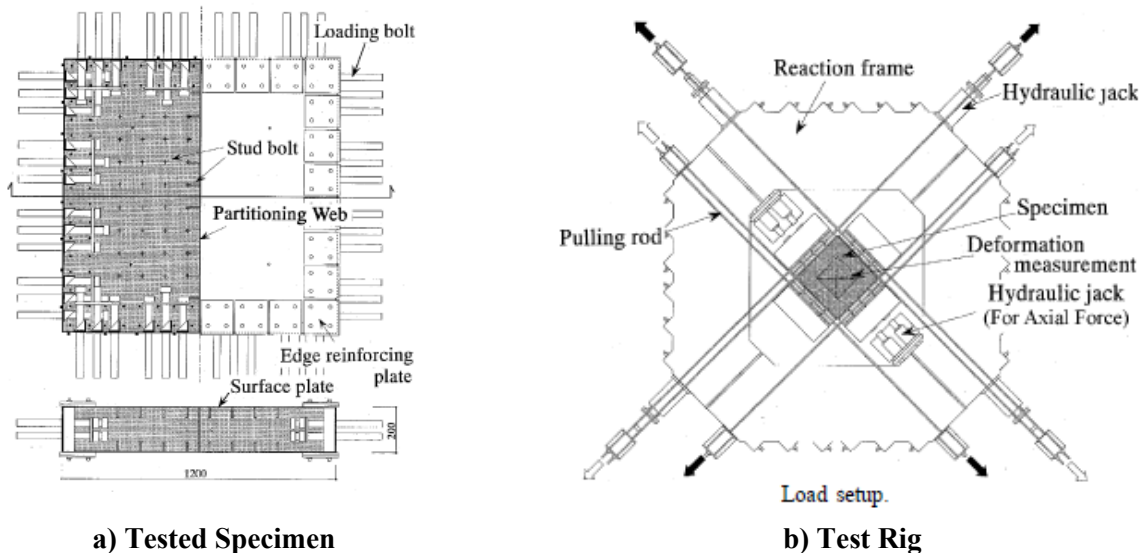 Loading bolt
Stud bolt
Partitioning Web
Edge reinforcing
plate
Surface plate
200
1200
a) Tested Specimen
Reaction frame
Hydraulic jack
Specimen
Pulling rod
Deformation
measurement
Hydraulic jack
(For Axial Force)
Load setup.
b) Test Rig